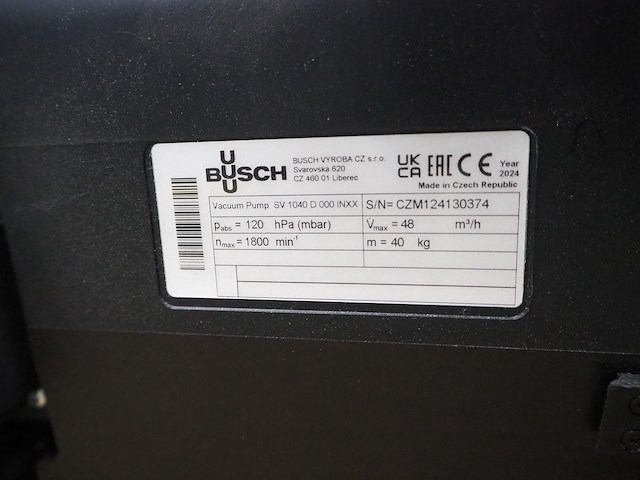 BUSCH
BUSCH VYROBA CZ s.r.o.
Svarovska 620
CZ 460 01 Liberec
UK CA EAC CE Year 2024
Made in Czech Republic
Vacuum Pump SV 1040 D 000 INXX S/N= CZM124130374
pabs = 120 hPa (mbar) Vmax = 48 m³/h
nmax = 1800 min⁻¹ m = 40 kg